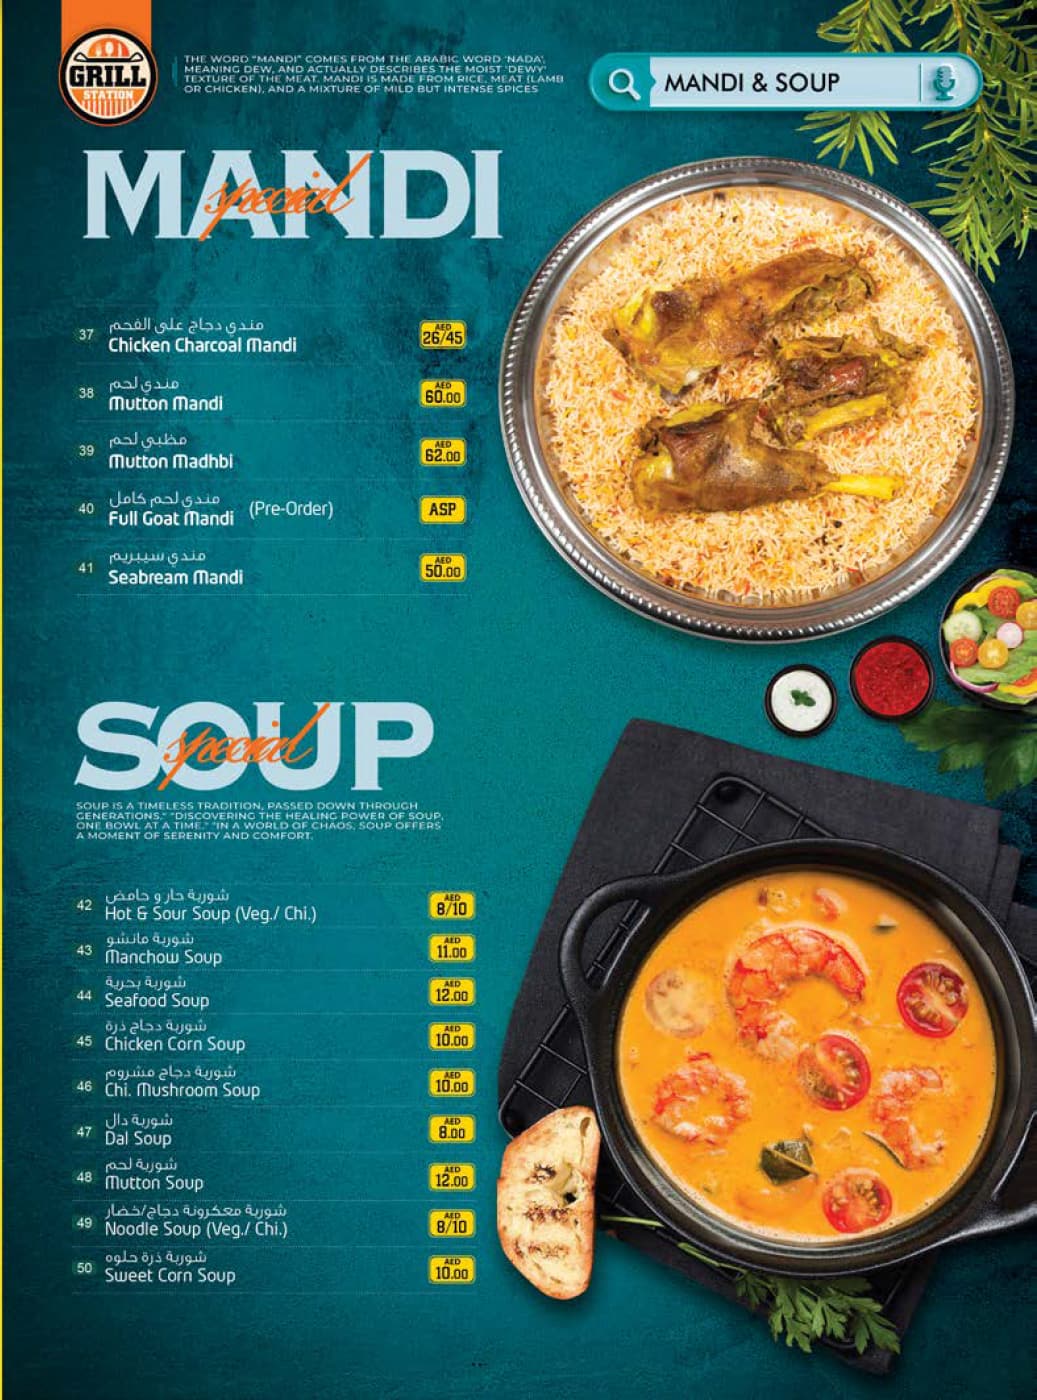 GRILL
STATION
THE WORD "MANDI" COMES FROM THE ARABIC WORD 'NADA',
MEANING DEW, AND ACTUALLY DESCRIBES THE MOIST 'DEWY'
TEXTURE OF THE MEAT. MANDI IS MADE FROM RICE, MEAT (LAMB
OR CHICKEN), AND A MIXTURE OF MILD BUT INTENSE SPICES
MANDI & SOUP
MANDI
special
37 مندي دجاج على الفحم
Chicken Charcoal Mandi
AED
26/45
38 مندي لحم
Mutton Mandi
AED
60.00
39 مظبي لحم
Mutton Madhbi
AED
62.00
40 مندي لحم كامل
Full Goat Mandi (Pre-Order)
ASP
41 مندي سيبريم
Seabream Mandi
AED
50.00
SOUP
special
SOUP IS A TIMELESS TRADITION, PASSED DOWN THROUGH
GENERATIONS." "DISCOVERING THE HEALING POWER OF SOUP,
ONE BOWL AT A TIME." "IN A WORLD OF CHAOS, SOUP OFFERS
A MOMENT OF SERENITY AND COMFORT.
42 شوربة حار و حامض
Hot & Sour Soup (Veg./ Chi.)
AED
8/10
43 شوربة مانشو
Manchow Soup
AED
11.00
44 شوربة بحرية
Seafood Soup
AED
12.00
45 شوربة دجاج ذرة
Chicken Corn Soup
AED
10.00
46 شوربة دجاج مشروم
Chi. Mushroom Soup
AED
10.00
47 شوربة دال
Dal Soup
AED
8.00
48 شوربة لحم
Mutton Soup
AED
12.00
49 شوربة معكرونة دجاج/خضار
Noodle Soup (Veg./ Chi.)
AED
8/10
50 شوربة ذرة حلوه
Sweet Corn Soup
AED
10.00